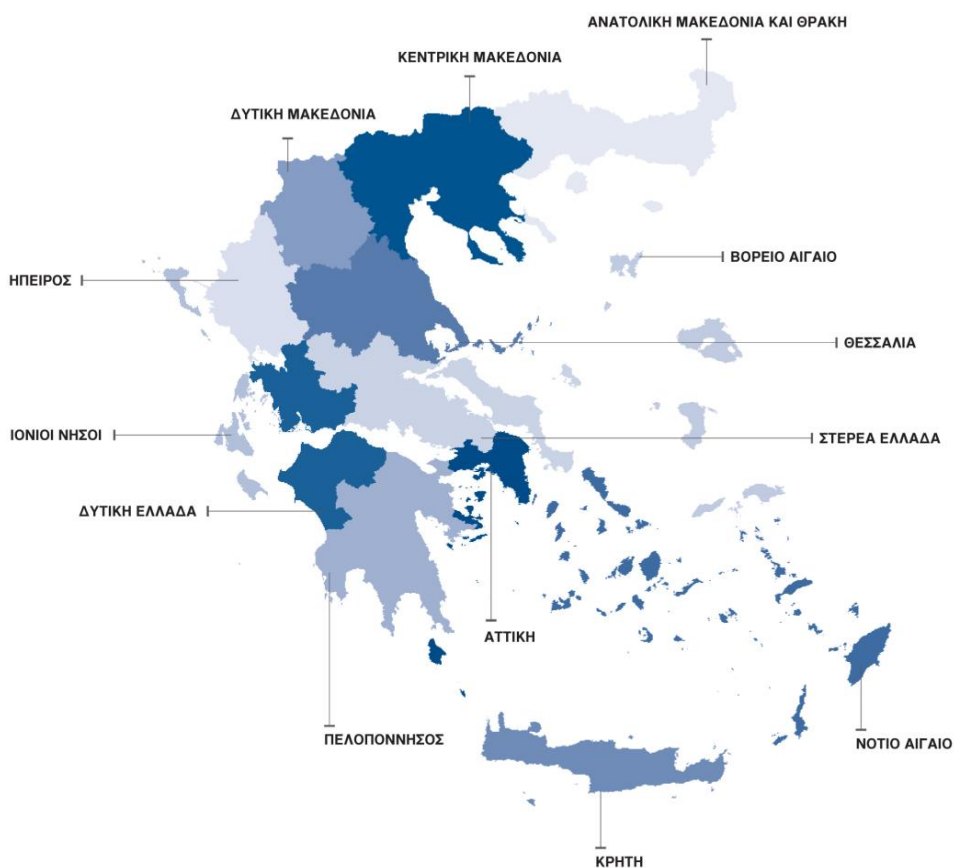 ΑΝΑΤΟΛΙΚΗ ΜΑΚΕΔΟΝΙΑ ΚΑΙ ΘΡΑΚΗ
ΚΕΝΤΡΙΚΗ ΜΑΚΕΔΟΝΙΑ
ΔΥΤΙΚΗ ΜΑΚΕΔΟΝΙΑ
ΒΟΡΕΙΟ ΑΙΓΑΙΟ
ΗΠΕΙΡΟΣ
ΘΕΣΣΑΛΙΑ
ΙΟΝΙΟΙ ΝΗΣΟΙ
ΣΤΕΡΕΑ ΕΛΛΑΔΑ
ΔΥΤΙΚΗ ΕΛΛΑΔΑ
ΑΤΤΙΚΗ
ΠΕΛΟΠΟΝΝΗΣΟΣ
ΝΟΤΙΟ ΑΙΓΑΙΟ
ΚΡΗΤΗ